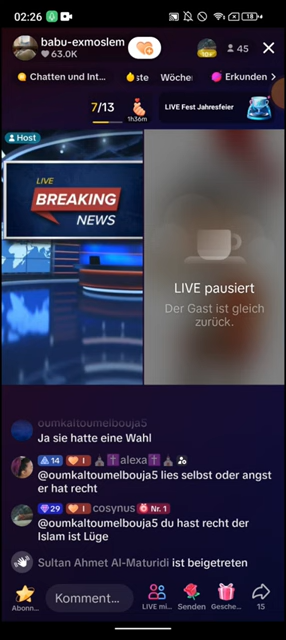 02:26
18
babu-exmoslem
63.0K
10x
45
Chatten und Int...
ste
Wöche
Erkunden
7/13
1h36m
LIVE Fest Jahresfeier
Host
LIVE
BREAKING
NEWS
LIVE pausiert
Der Gast ist gleich
zurück.
oumkaltoumelbouja5
Ja sie hatte eine Wahl
14
I
alexa
@oumkaltoumelbouja5 lies selbst oder angst
er hat recht
29
I
cosynus
Nr. 1
@oumkaltoumelbouja5 du hast recht der
Islam ist Lüge
Sultan Ahmet Al-Maturidi ist beigetreten
Komment...
Abonn...
LIVE mi...
Senden
Gesche...
15